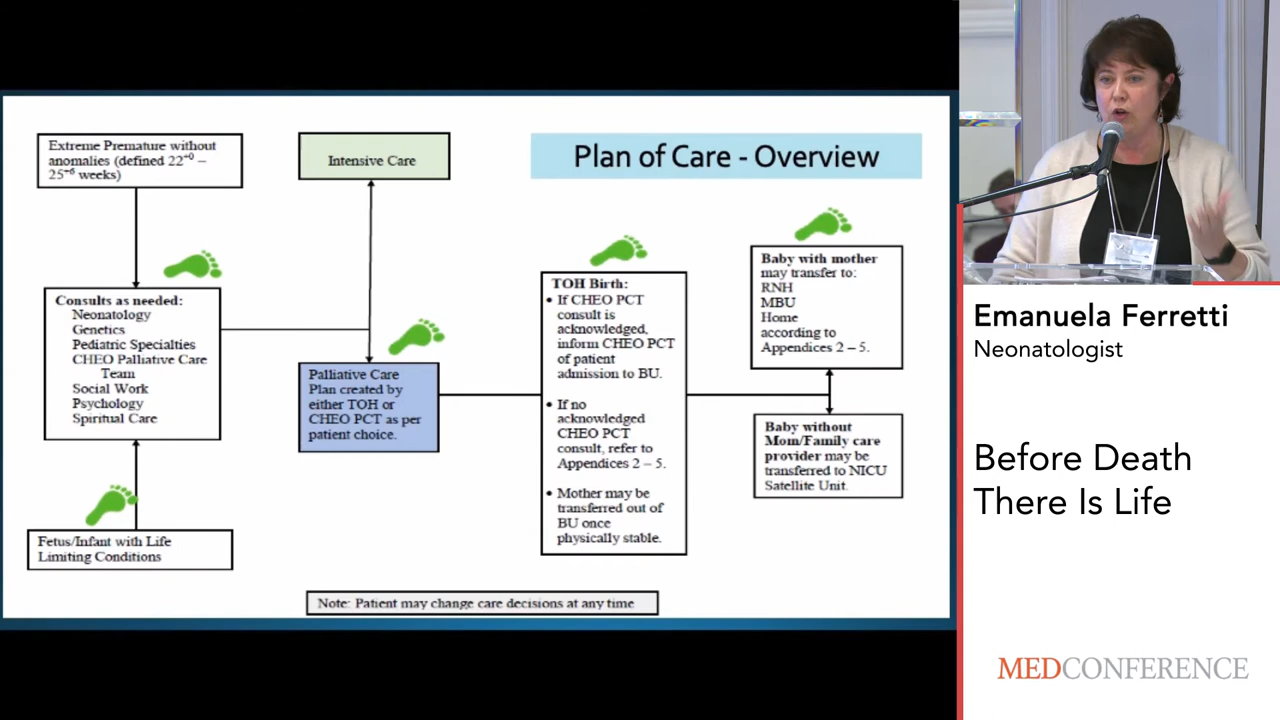 Extreme Premature without
anomalies (defined 22⁺⁰ –
25⁺⁶ weeks)
Intensive Care
Plan of Care - Overview
Consults as needed:
Neonatology
Genetics
Pediatric Specialties
CHEO Palliative Care
Team
Social Work
Psychology
Spiritual Care
Palliative Care
Plan created by
either TOH or
CHEO PCT as per
patient choice.
TOH Birth:
• If CHEO PCT
consult is
acknowledged,
inform CHEO PCT
of patient
admission to BU.
• If no
acknowledged
CHEO PCT
consult, refer to
Appendices 2 – 5.
• Mother may be
transferred out of
BU once
physically stable.
Baby with mother
may transfer to:
RNH
MBU
Home
according to
Appendices 2 – 5.
Baby without
Mom/Family care
provider may be
transferred to NICU
Satellite Unit.
Fetus/Infant with Life
Limiting Conditions
Note: Patient may change care decisions at any time
Emanuela Ferretti
Neonatologist
Before Death
There Is Life
MEDCONFERENCE